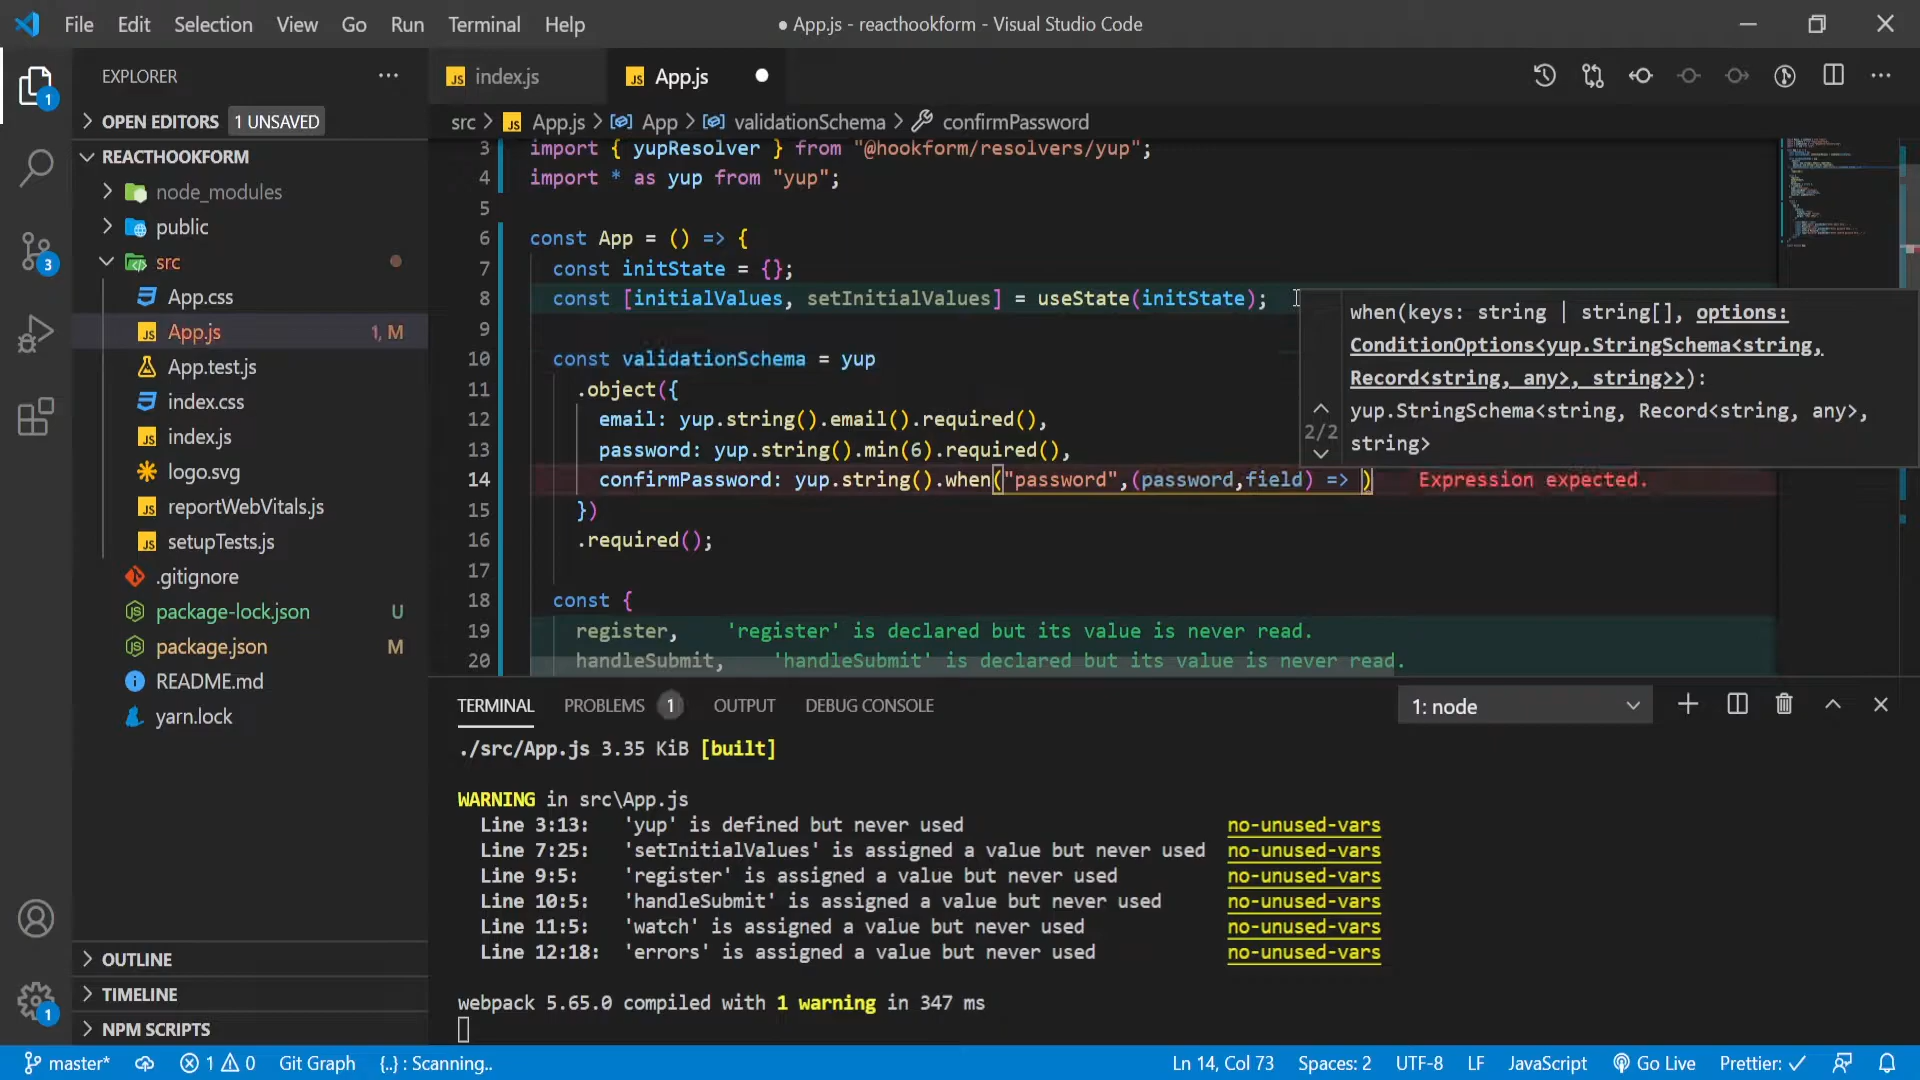 File Edit Selection View Go Run Terminal Help
● App.js - reacthookform - Visual Studio Code
EXPLORER
OPEN EDITORS 1 UNSAVED
REACTHOOKFORM
node_modules
public
src
App.css
App.js 1, M
App.test.js
index.css
index.js
logo.svg
reportWebVitals.js
setupTests.js
.gitignore
package-lock.json U
package.json M
README.md
yarn.lock
OUTLINE
TIMELINE
NPM SCRIPTS
1
3
1
JS index.js
JS App.js
src > JS App.js > App > validationSchema > confirmPassword
3 import { yupResolver } from "@hookform/resolvers/yup";
4 import * as yup from "yup";
5
6 const App = () => {
7 const initState = {};
8 const [initialValues, setInitialValues] = useState(initState);
9
10 const validationSchema = yup
11 .object({
12 email: yup.string().email().required(),
13 password: yup.string().min(6).required(),
14 confirmPassword: yup.string().when("password",(password,field) => ) Expression expected.
15 })
16 .required();
17
18 const {
19 register, 'register' is declared but its value is never read.
20 handleSubmit, 'handleSubmit' is declared but its value is never read.
when(keys: string | string[], options:
ConditionOptions<yup.StringSchema<string,
Record<string, any>, string>>):
yup.StringSchema<string, Record<string, any>,
string>
2/2
TERMINAL PROBLEMS 1 OUTPUT DEBUG CONSOLE
1: node
./src/App.js 3.35 KiB [built]
WARNING in src\App.js
Line 3:13: 'yup' is defined but never used no-unused-vars
Line 7:25: 'setInitialValues' is assigned a value but never used no-unused-vars
Line 9:5: 'register' is assigned a value but never used no-unused-vars
Line 10:5: 'handleSubmit' is assigned a value but never used no-unused-vars
Line 11:5: 'watch' is assigned a value but never used no-unused-vars
Line 12:18: 'errors' is assigned a value but never used no-unused-vars
webpack 5.65.0 compiled with 1 warning in 347 ms
master* 1 0 Git Graph {..} : Scanning.. Ln 14, Col 73 Spaces: 2 UTF-8 LF JavaScript Go Live Prettier: ✓